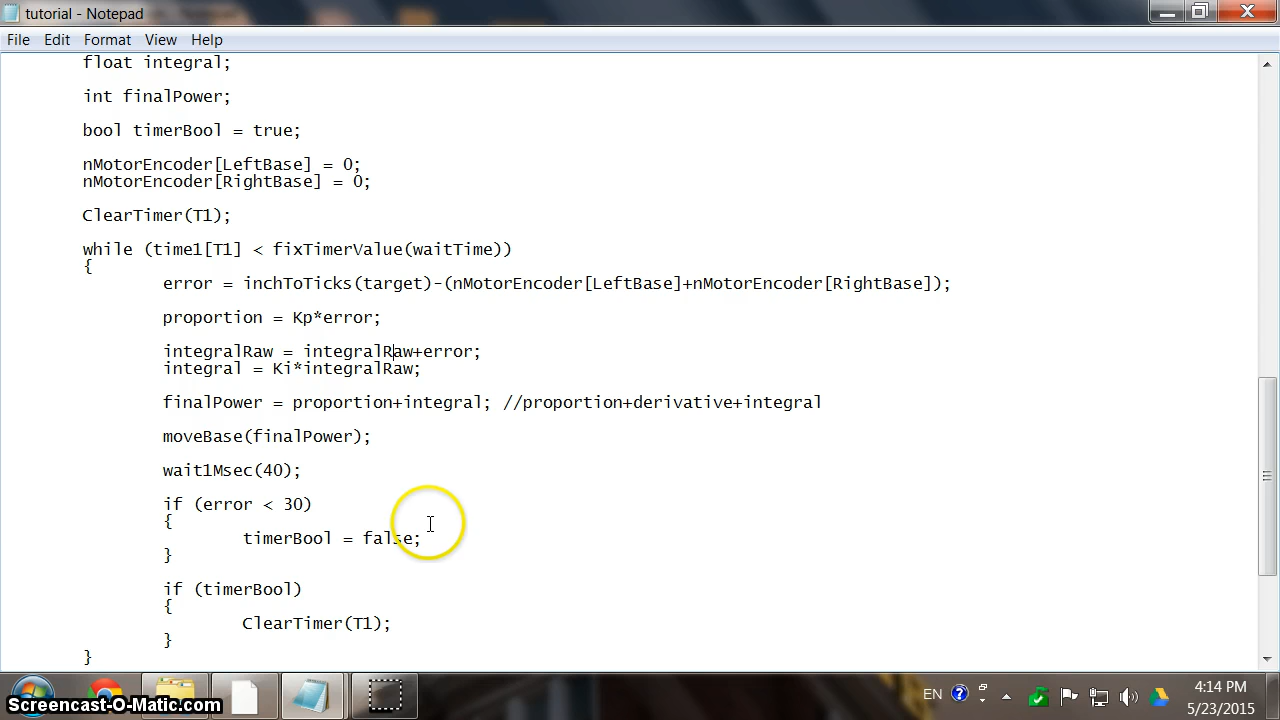 tutorial - Notepad
File Edit Format View Help
float integral;
int finalPower;
bool timerBool = true;
nMotorEncoder[LeftBase] = 0;
nMotorEncoder[RightBase] = 0;
ClearTimer(T1);
while (time1[T1] < fixTimerValue(waitTime))
{
error = inchToTicks(target)-(nMotorEncoder[LeftBase]+nMotorEncoder[RightBase]);
proportion = Kp*error;
integralRaw = integralRaw+error;
integral = Ki*integralRaw;
finalPower = proportion+integral; //proportion+derivative+integral
moveBase(finalPower);
wait1Msec(40);
if (error < 30)
{
timerBool = false;
}
if (timerBool)
{
ClearTimer(T1);
}
}
EN
4:14 PM
5/23/2015
Screencast-O-Matic.com